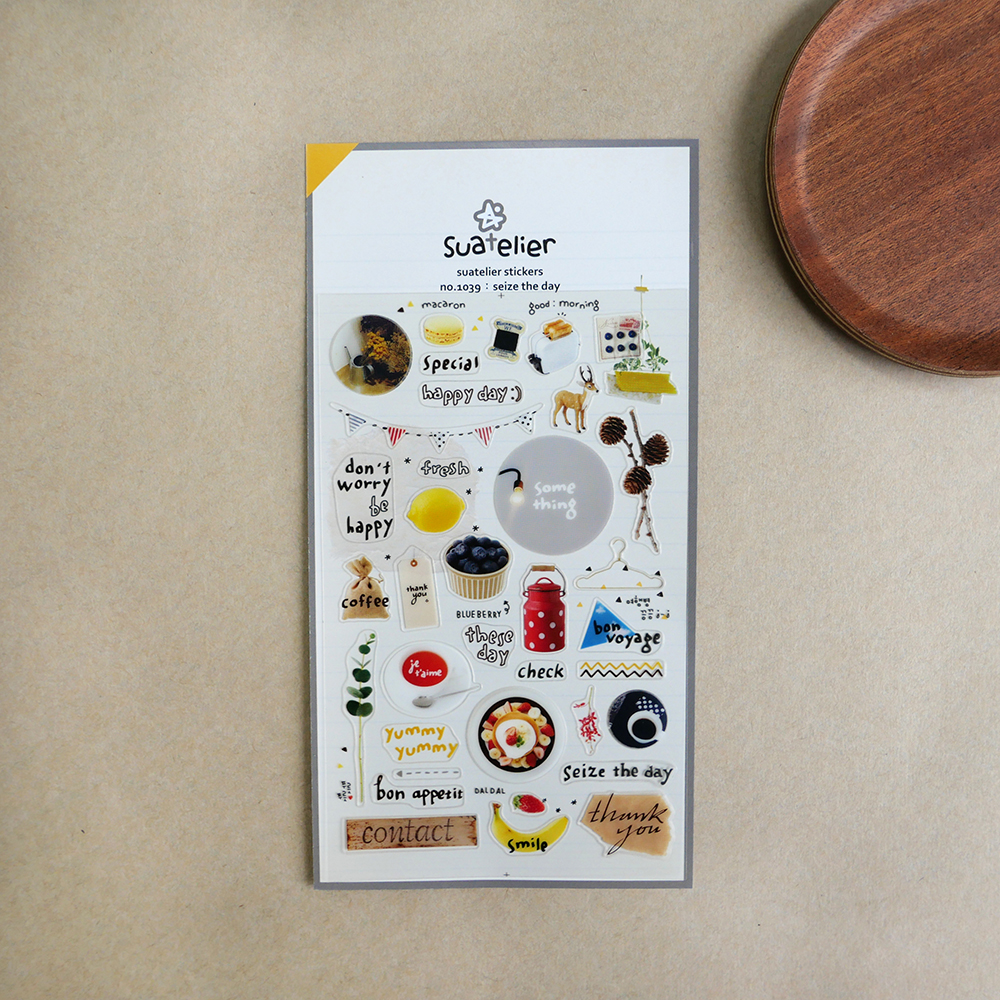 suatelier
suatelier stickers
no.1039 : seize the day
macaron
good : morning
special
happy day :)
don't
worry
be
happy
fresh
some
thing
coffee
thank
you
BLUEBERRY
these
day
bon
voyage
check
je
t'aime
yummy
yummy
seize the day
bon appetit
DALDAL
contact
smile
thank
you